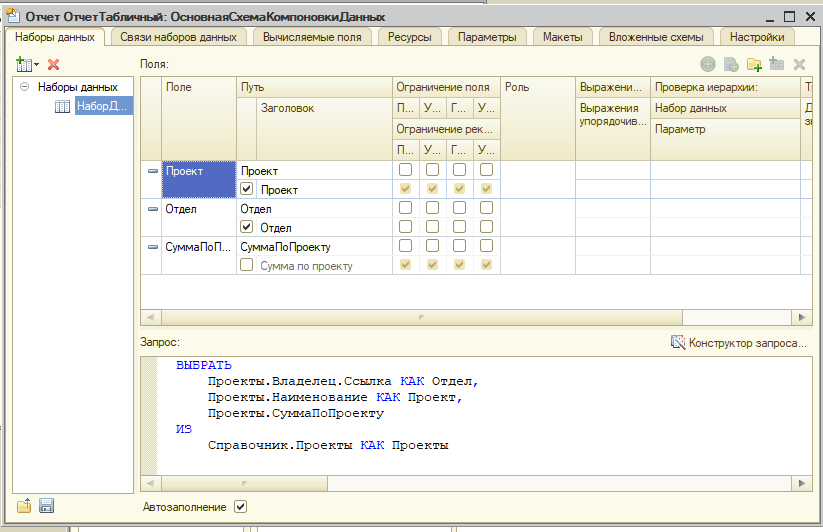 Отчет ОтчетТабличный: ОсновнаяСхемаКомпоновкиДанных
Наборы данных Связи наборов данных Вычисляемые поля Ресурсы Параметры Макеты Вложенные схемы Настройки
Поля:
Наборы данных
НаборД...
Поле Путь Ограничение поля Роль Выражени... Проверка иерархии: Т
Заголовок П... У... Г... У... Выражения упорядочив... Набор данных
Ограничение рек... Параметр
П... У... Г... У...
Проект Проект
Проект
Отдел Отдел
Отдел
СуммаПоП... СуммаПоПроекту
Сумма по проекту
Запрос: Конструктор запроса...
ВЫБРАТЬ
Проекты.Владелец.Ссылка КАК Отдел,
Проекты.Наименование КАК Проект,
Проекты.СуммаПоПроекту
ИЗ
Справочник.Проекты КАК Проекты
Автозаполнение